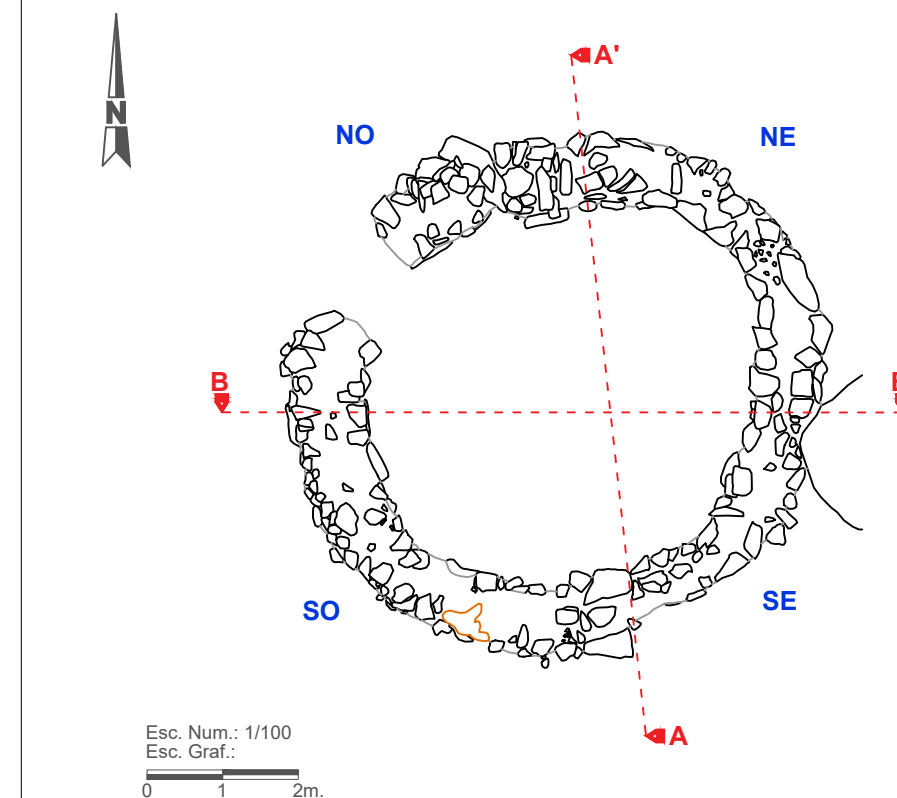 A'
NO
NE
N
B
SO
SE
A
Esc. Num.: 1/100
Esc. Graf.:
0 1 2m.